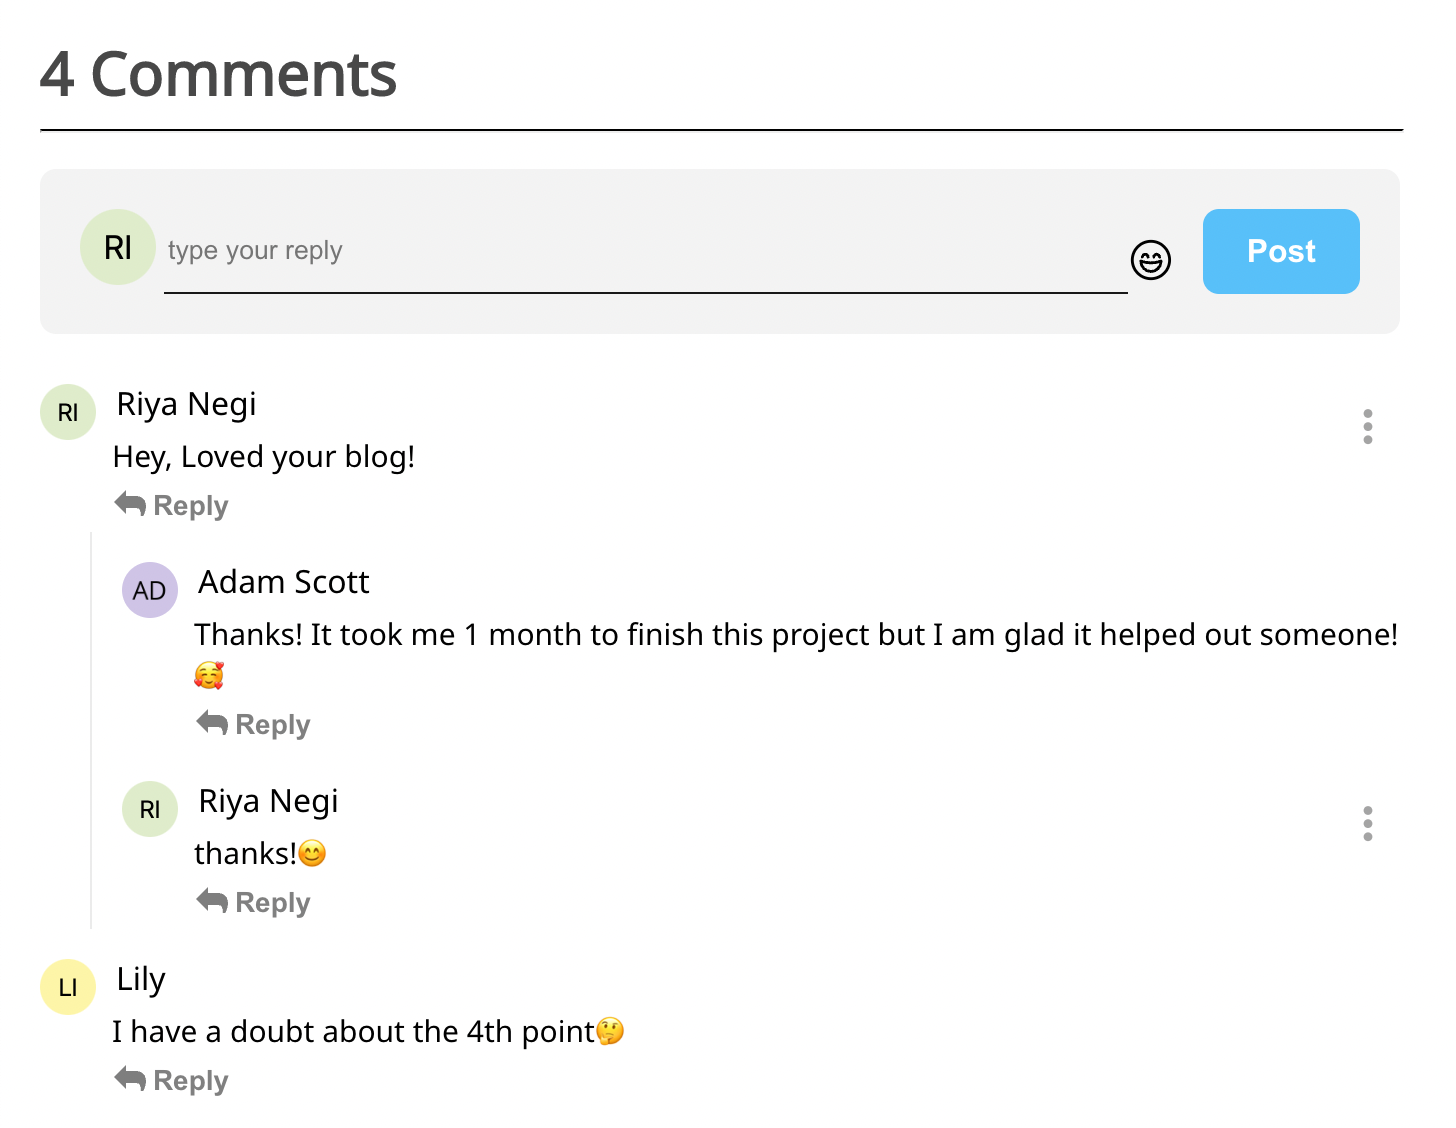 4 Comments
RI
type your reply
Post
RI
Riya Negi
Hey, Loved your blog!
Reply
AD
Adam Scott
Thanks! It took me 1 month to finish this project but I am glad it helped out someone!
🥰
Reply
RI
Riya Negi
thanks!😊
Reply
LI
Lily
I have a doubt about the 4th point🤔
Reply